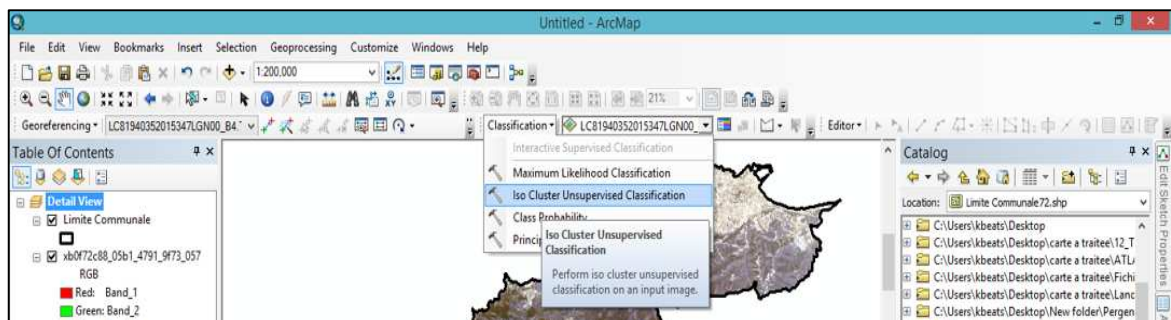 Untitled - ArcMap
File Edit View Bookmarks Insert Selection Geoprocessing Customize Windows Help
1:200,000
21%
Georeferencing LC81940352015347LGN00_B4. Classification LC81940352015347LGN00_ Editor
Table Of Contents
Detail View
Limite Communale
xb0f72c88_05b1_4791_9f73_057
RGB
Red: Band_1
Green: Band_2
Interactive Supervised Classification
Maximum Likelihood Classification
Iso Cluster Unsupervised Classification
Class Probability
Princip
Iso Cluster Unsupervised
Classification
Perform iso cluster unsupervised
classification on an input image.
Catalog
Location: Limite Communale72.shp
C:\Users\kbeats\Desktop
C:\Users\kbeats\Desktop\carte a traitee\12_T
C:\Users\kbeats\Desktop\carte a traitee\ATL
C:\Users\kbeats\Desktop\carte a traitee\Fichi
C:\Users\kbeats\Desktop\carte a traitee\Lanc
C:\Users\kbeats\Desktop\New folder\Pergen
Edit Sketch Properties